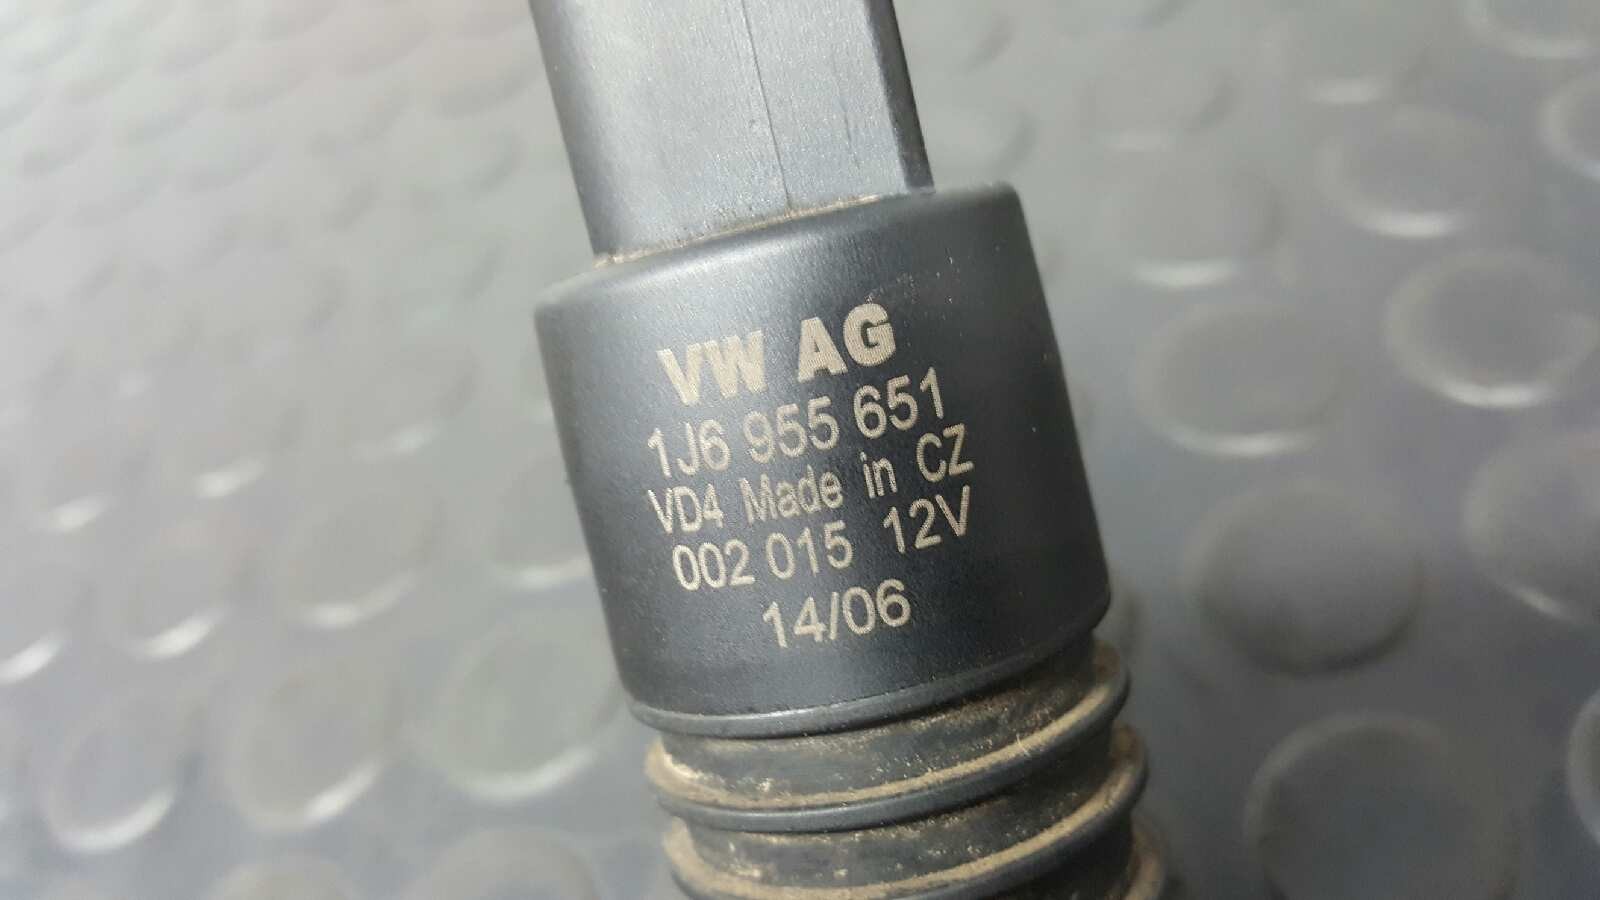 VW AG
1J6 955 651
VD4 Made in CZ
002 015 12V
14/06